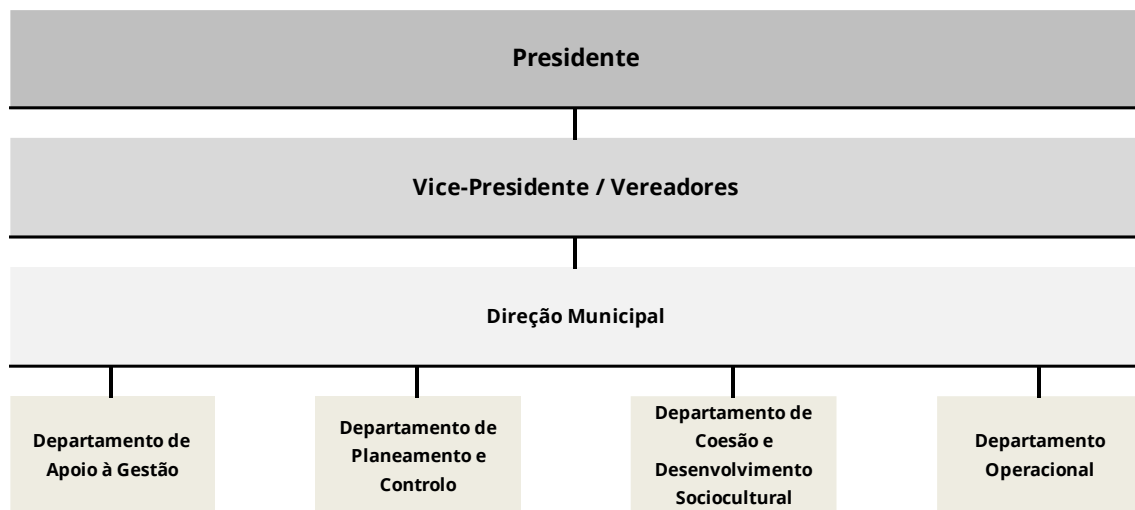 Presidente
Vice-Presidente / Vereadores
Direção Municipal
Departamento de
Apoio à Gestão
Departamento de
Planeamento e
Controlo
Departamento de
Coesão e
Desenvolvimento
Sociocultural
Departamento
Operacional